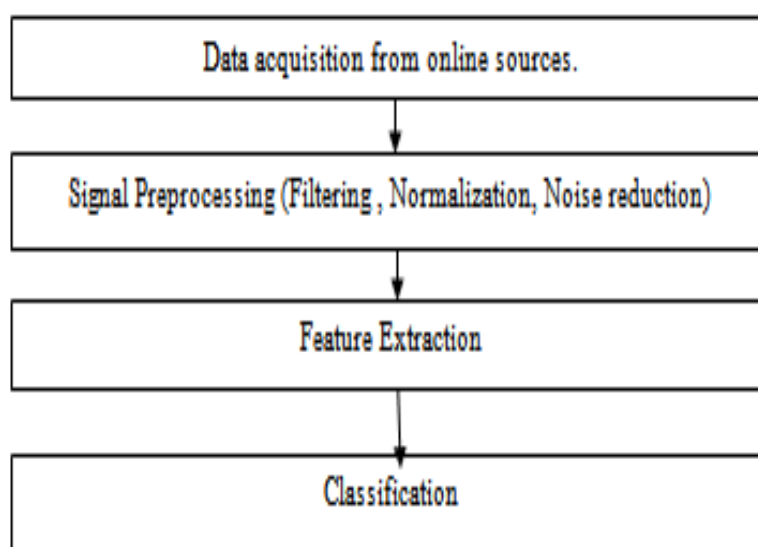 Data acquisition from online sources.
Signal Preprocessing (Filtering , Normalization, Noise reduction)
Feature Extraction
Classification